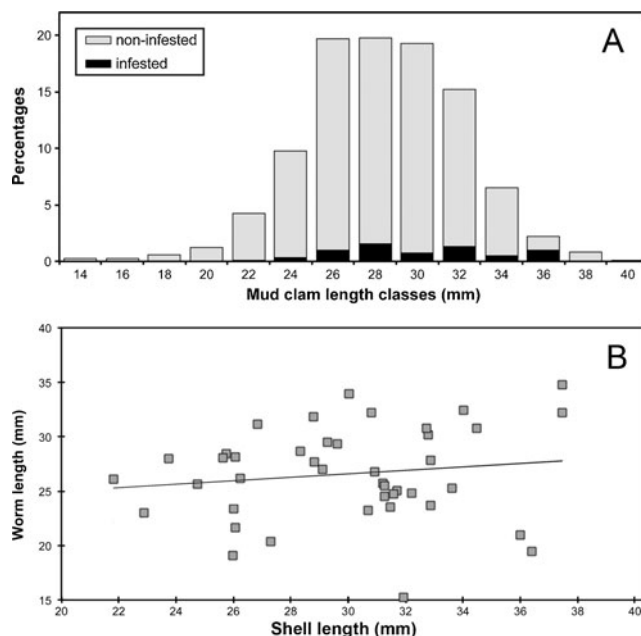 A
non-infested
infested
Percentages
20
15
10
5
0
14 16 18 20 22 24 26 28 30 32 34 36 38 40
Mud clam length classes (mm)
B
Worm length (mm)
40
35
30
25
20
15
20 22 24 26 28 30 32 34 36 38 40
Shell length (mm)